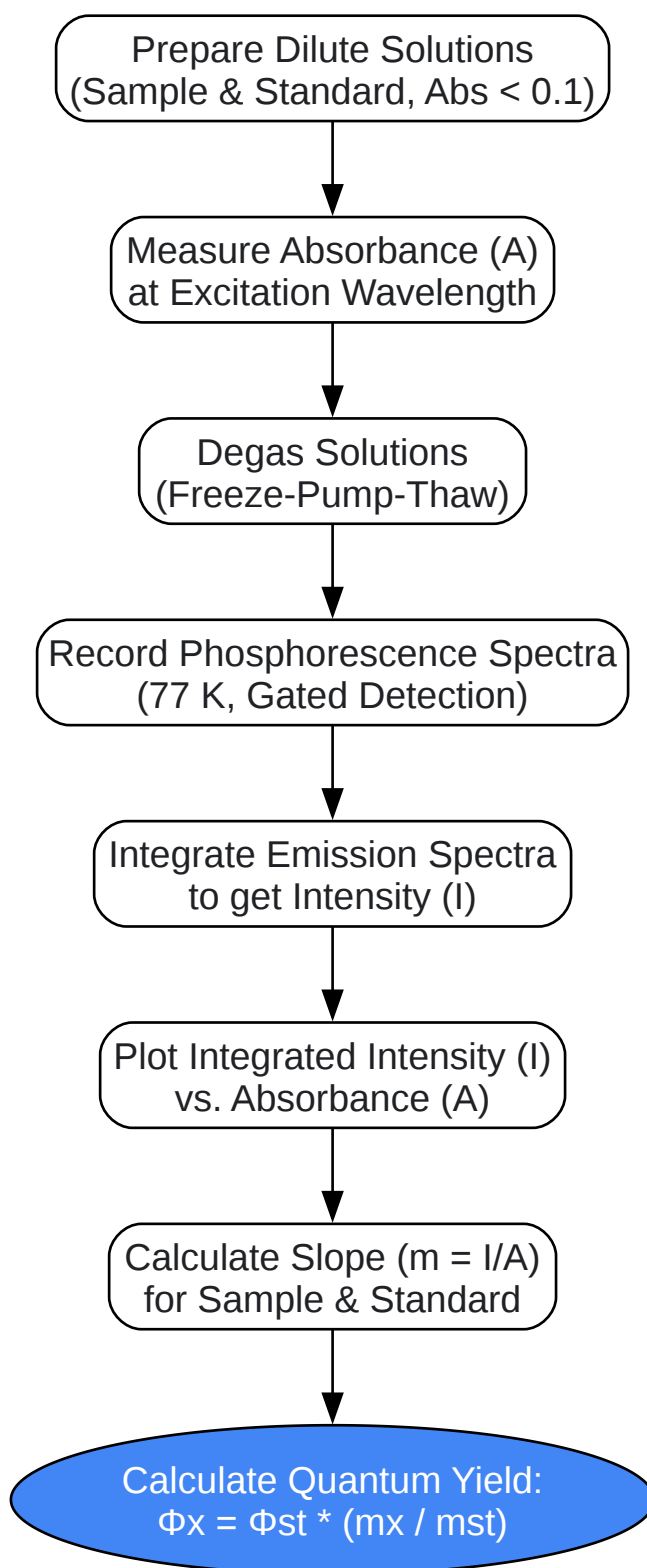 Prepare Dilute Solutions
(Sample & Standard, Abs < 0.1)
Measure Absorbance (A)
at Excitation Wavelength
Degas Solutions
(Freeze-Pump-Thaw)
Record Phosphorescence Spectra
(77 K, Gated Detection)
Integrate Emission Spectra
to get Intensity (I)
Plot Integrated Intensity (I)
vs. Absorbance (A)
Calculate Slope (m = I/A)
for Sample & Standard
Calculate Quantum Yield:
Φx = Φst * (mx / mst)